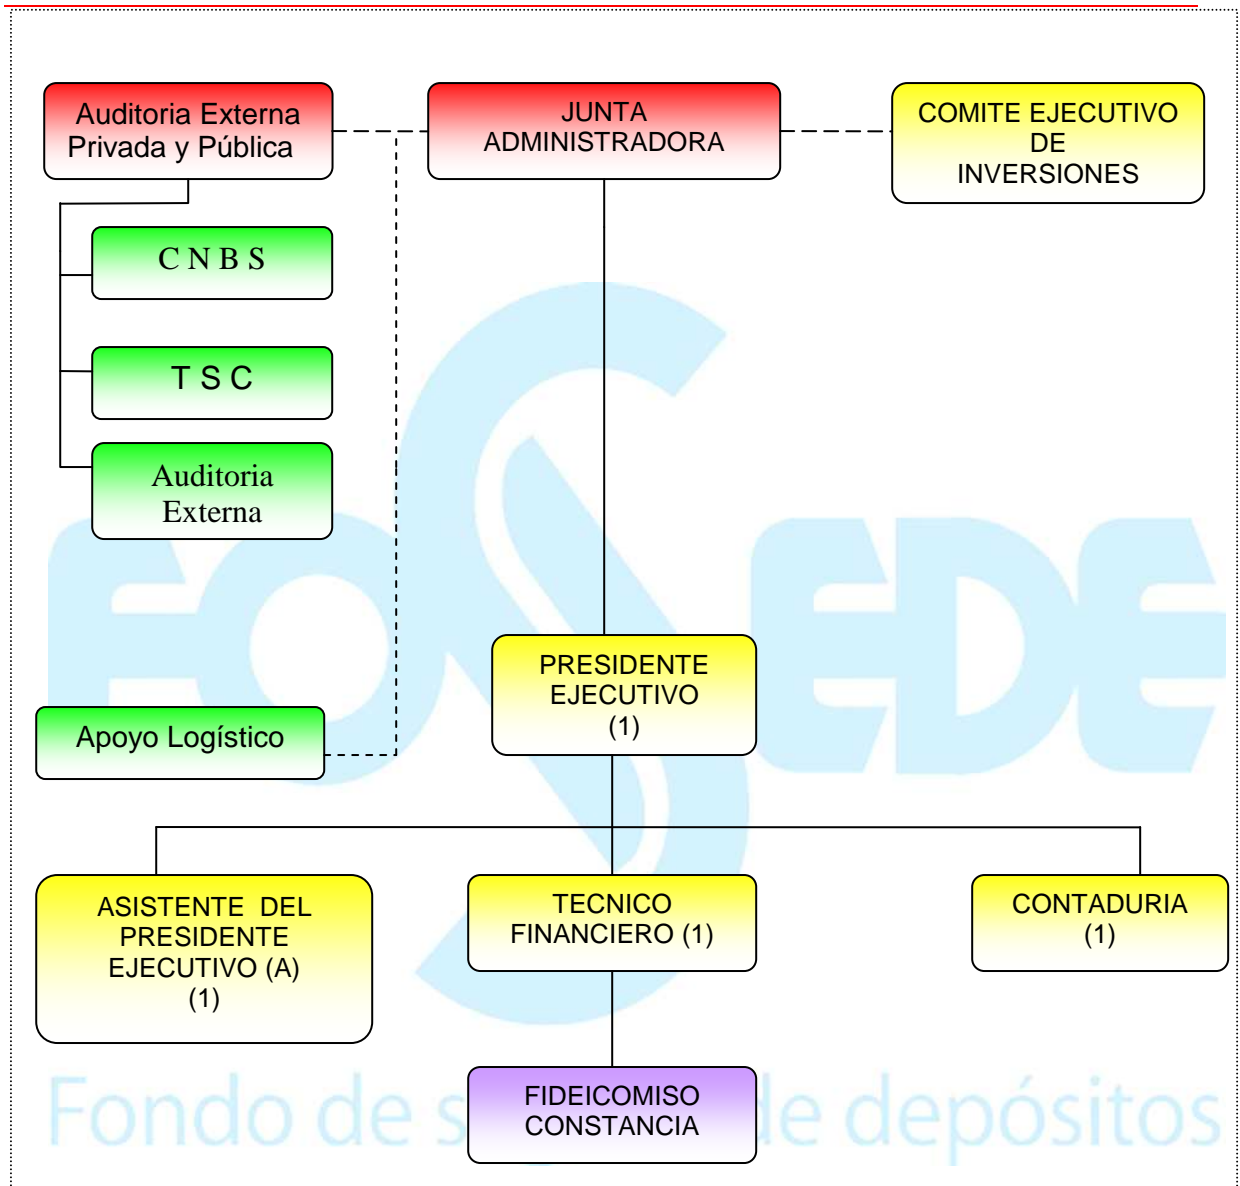 Auditoria Externa
Privada y Pública
JUNTA
ADMINISTRADORA
COMITE EJECUTIVO
DE
INVERSIONES
C N B S
T S C
Auditoria
Externa
PRESIDENTE
EJECUTIVO
(1)
Apoyo Logístico
ASISTENTE DEL
PRESIDENTE
EJECUTIVO (A)
(1)
TECNICO
FINANCIERO (1)
CONTADURIA
(1)
FIDEICOMISO
CONSTANCIA
FOSEDE
Fondo de s de depósitos